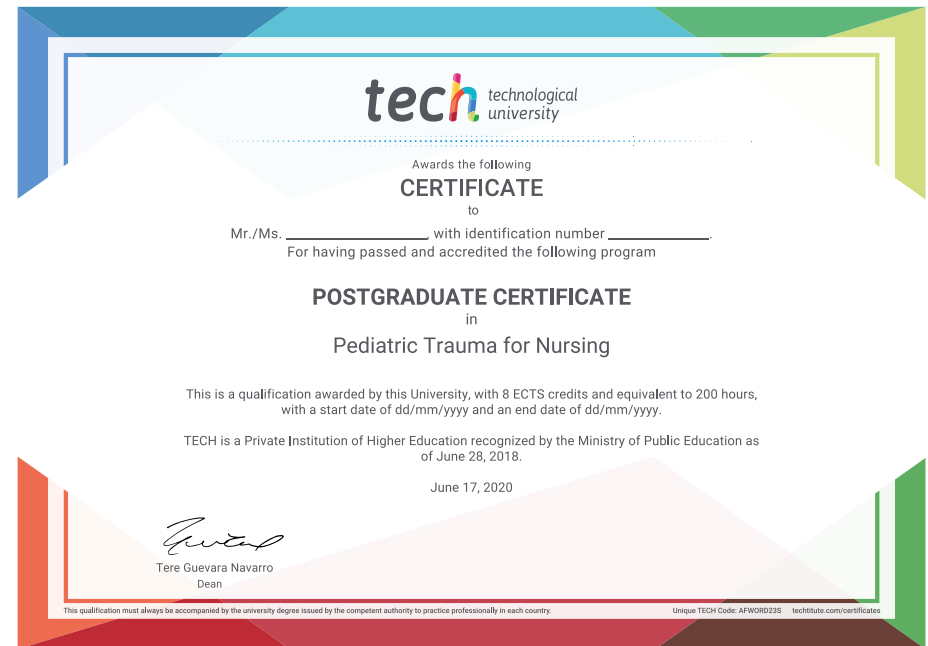 tech technological
university
Awards the following
CERTIFICATE
to
Mr./Ms. ____________________, with identification number ______________.
For having passed and accredited the following program
POSTGRADUATE CERTIFICATE
in
Pediatric Trauma for Nursing
This is a qualification awarded by this University, with 8 ECTS credits and equivalent to 200 hours,
with a start date of dd/mm/yyyy and an end date of dd/mm/yyyy.
TECH is a Private Institution of Higher Education recognized by the Ministry of Public Education as
of June 28, 2018.
June 17, 2020
Tere Guevara Navarro
Dean
This qualification must always be accompanied by the university degree issued by the competent authority to practice professionally in each country. Unique TECH Code: AFWORD23S techtitute.com/certificates